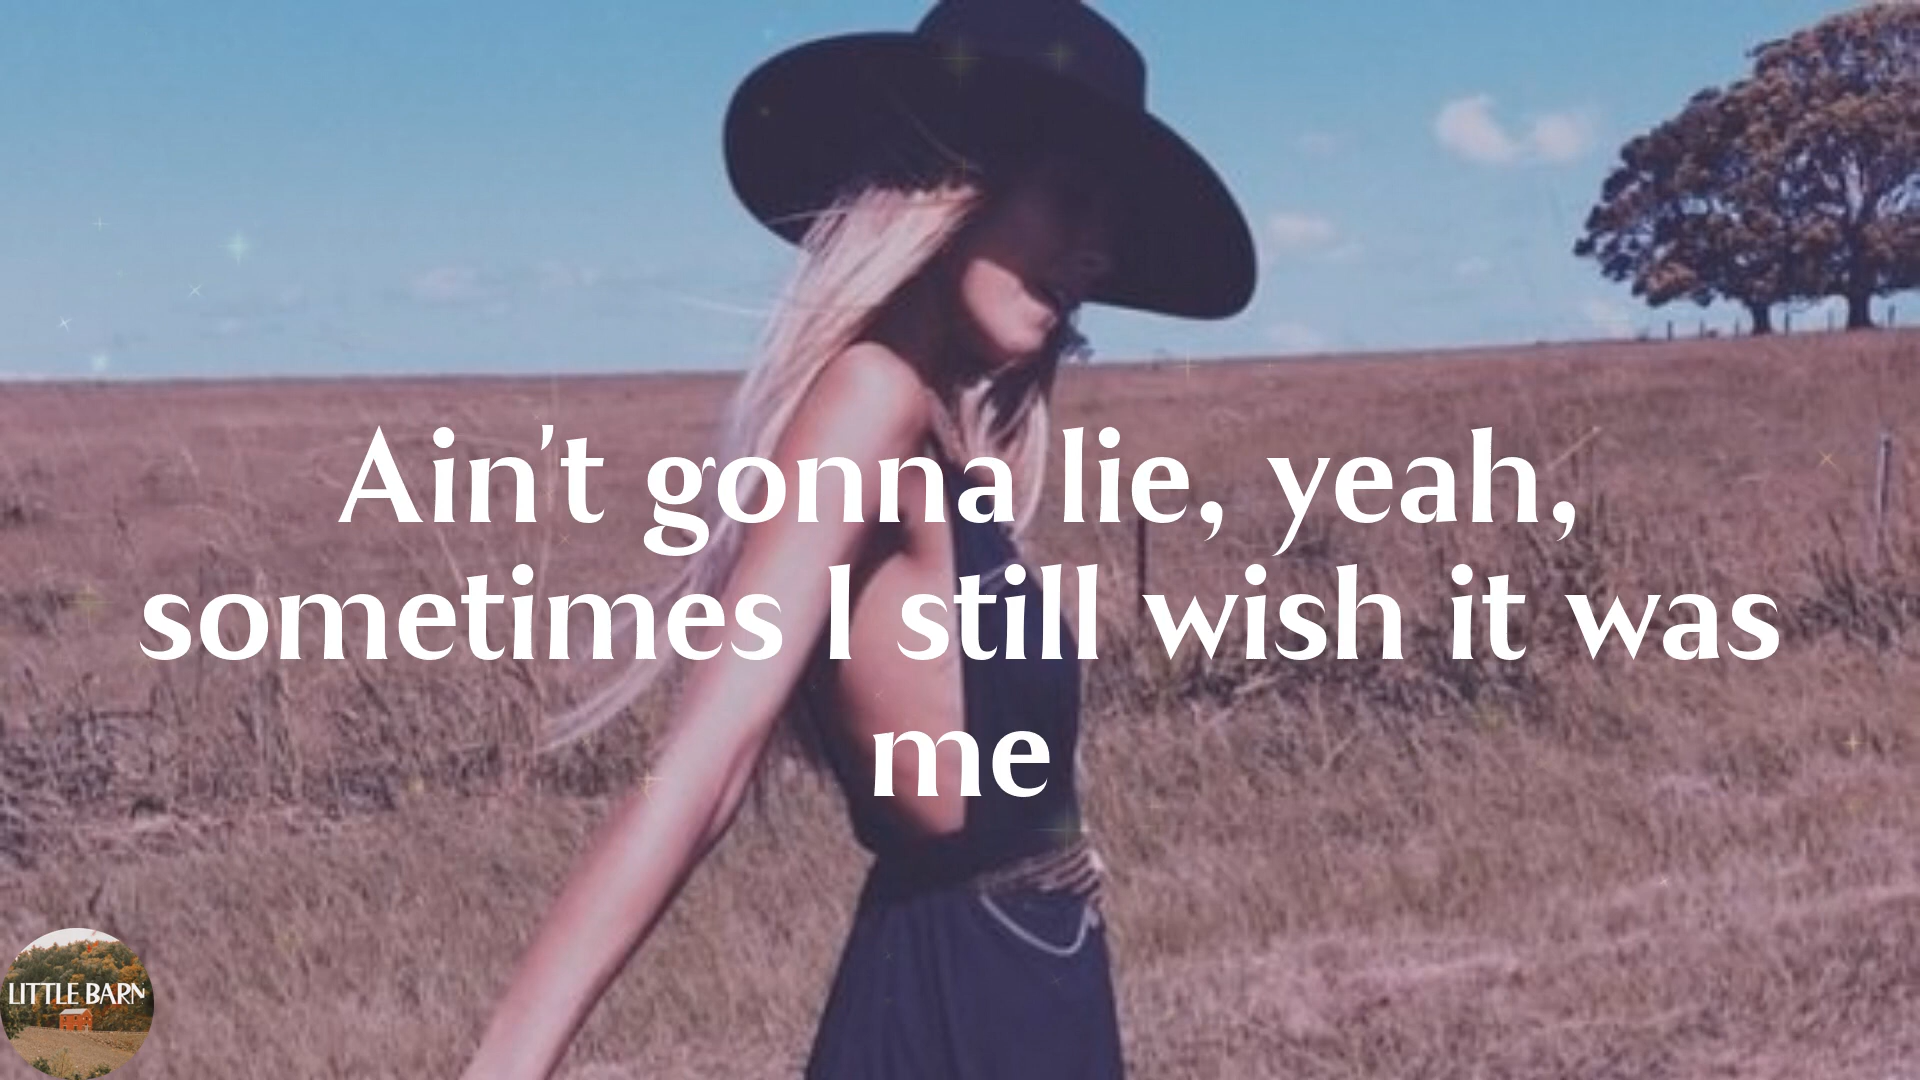 Ain't gonna lie, yeah,
sometimes I still wish it was
me
LITTLE BARN